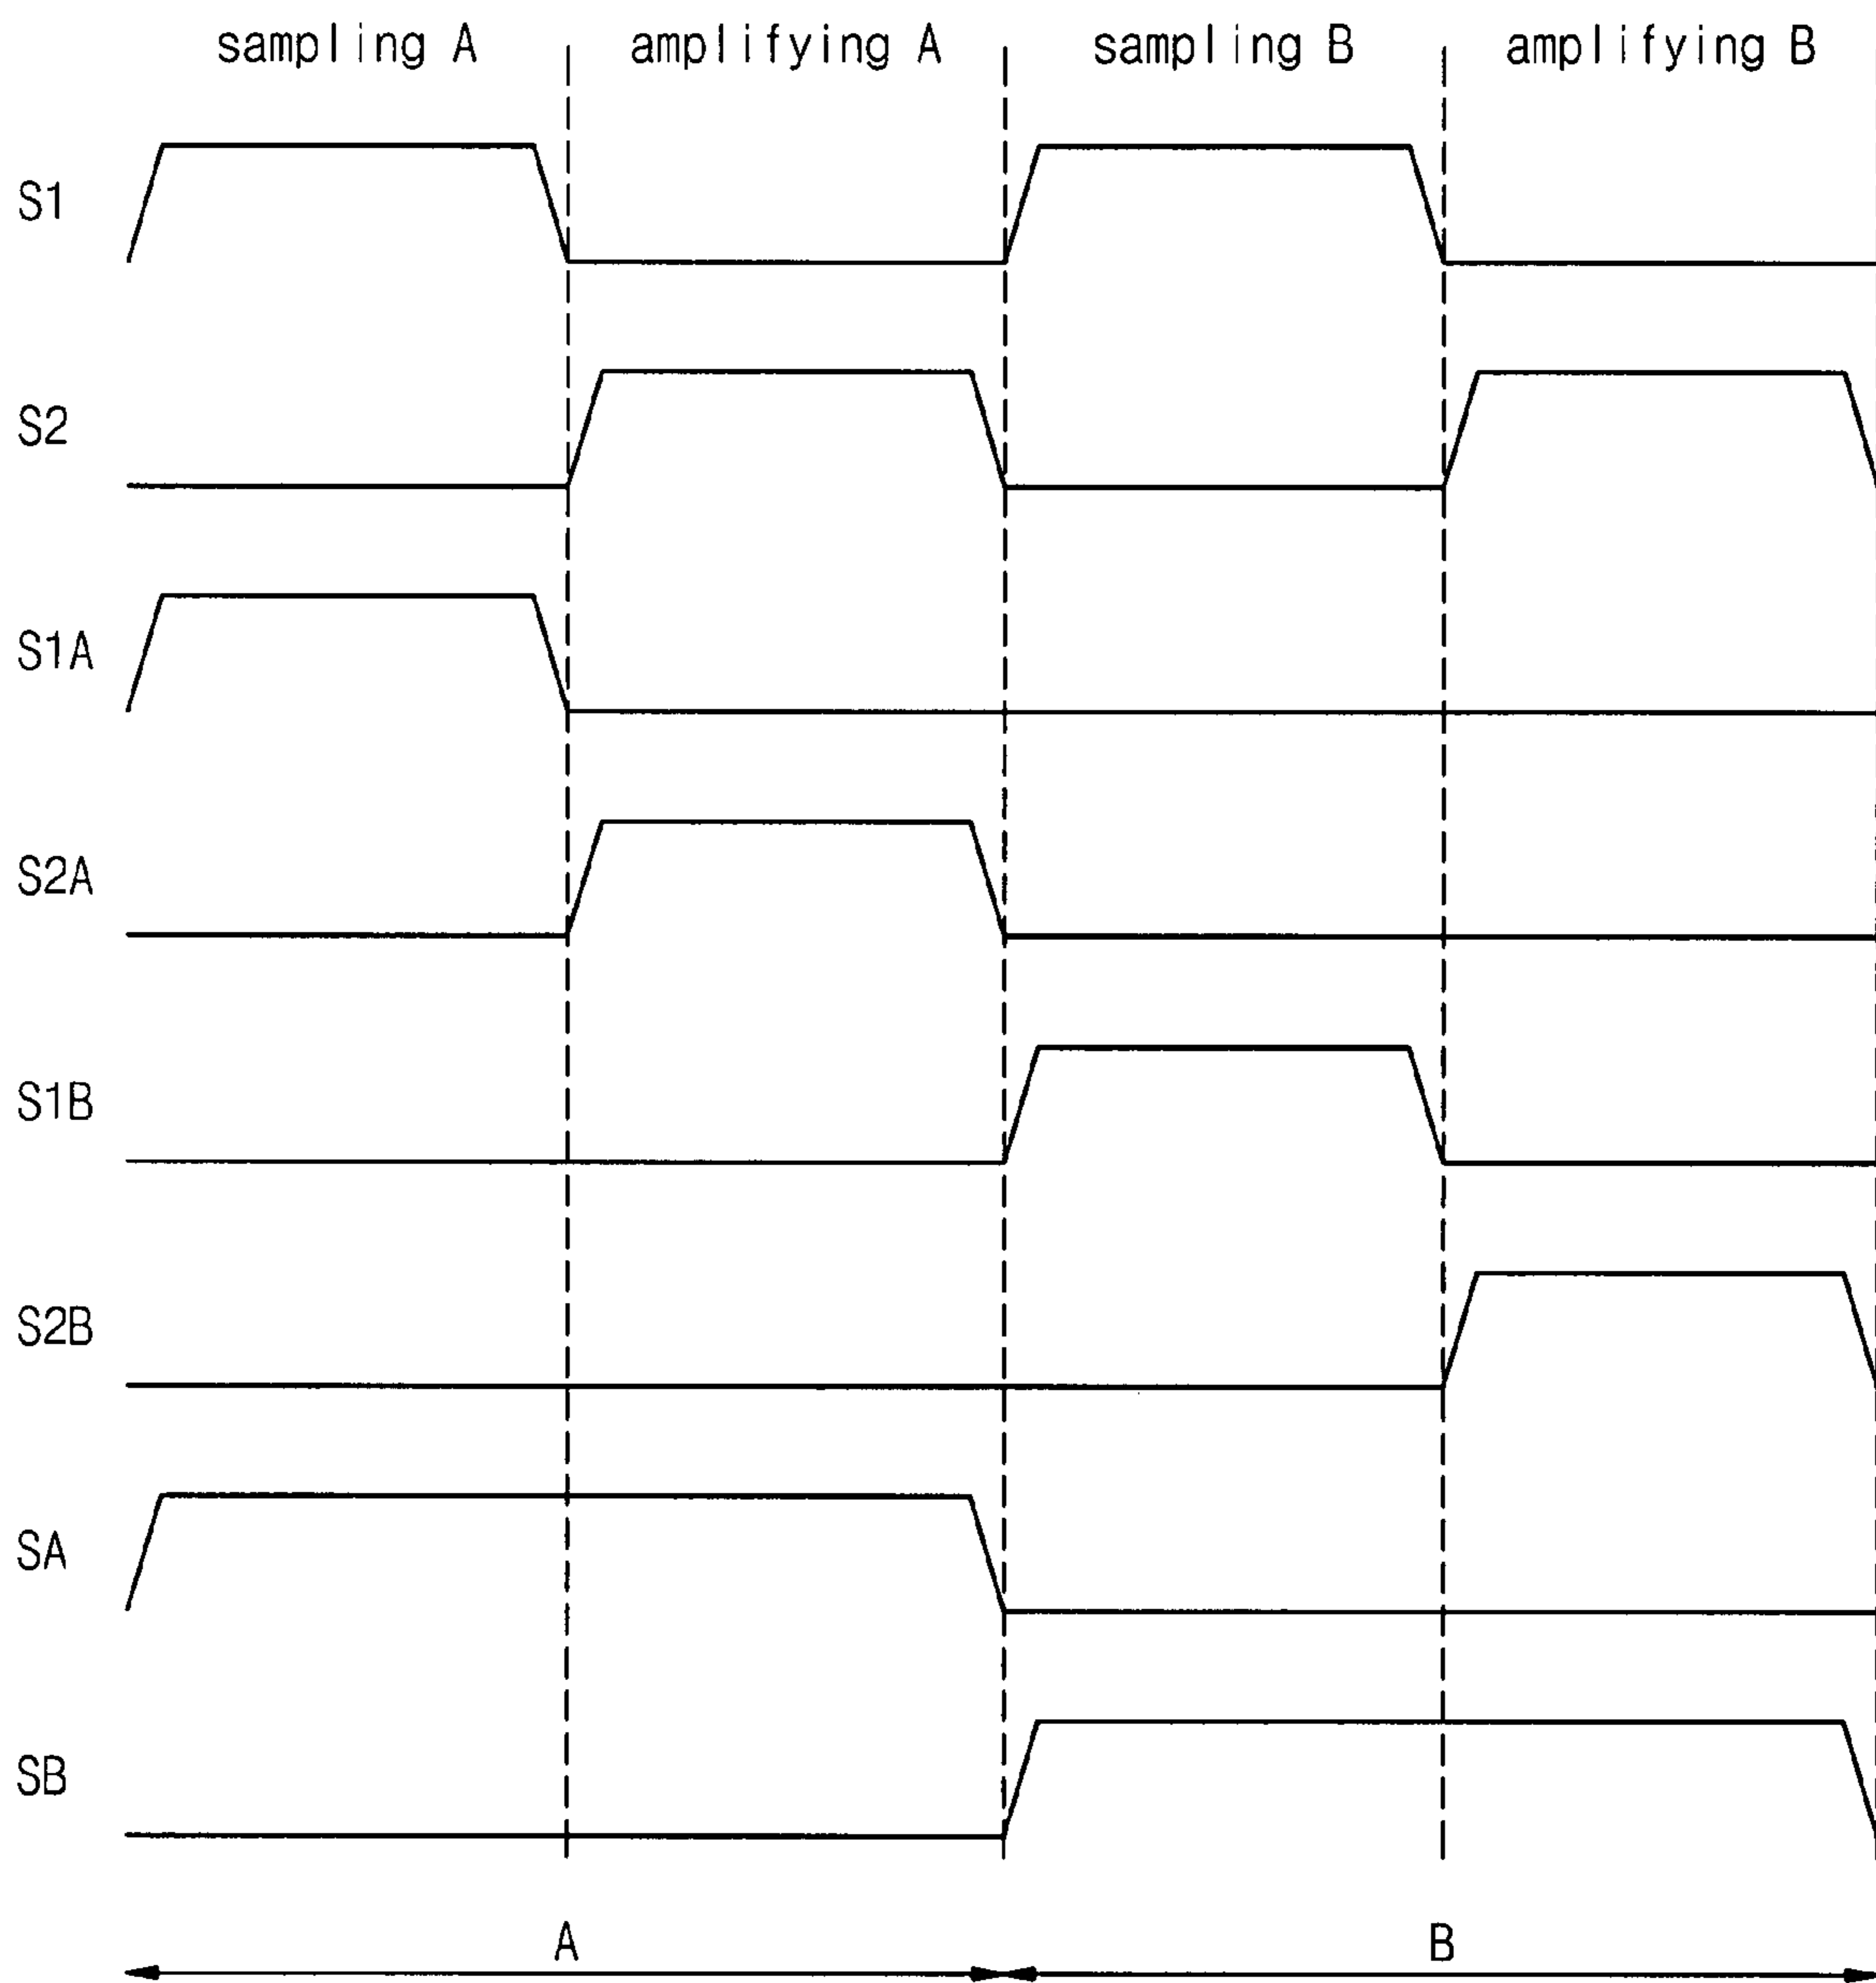 sampling A amplifying A sampling B amplifying B
S1
S2
S1A
S2A
S1B
S2B
SA
SB
A B